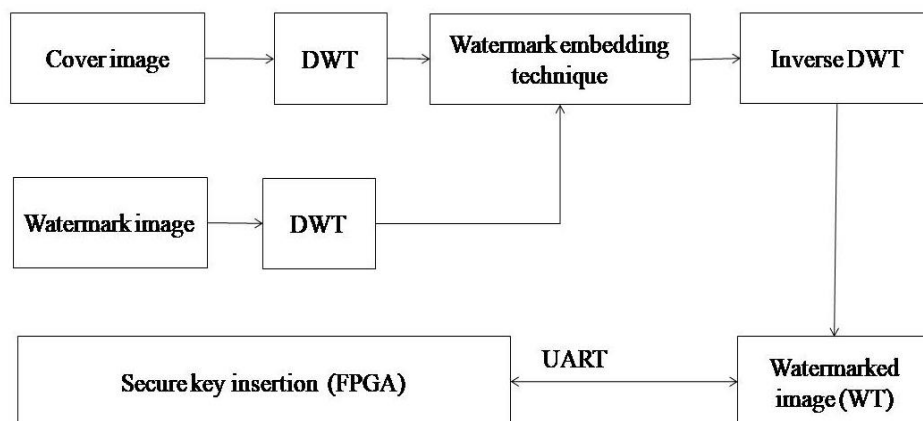 Cover image
DWT
Watermark embedding
technique
Inverse DWT
Watermark image
DWT
Secure key insertion (FPGA)
UART
Watermarked
image (WT)